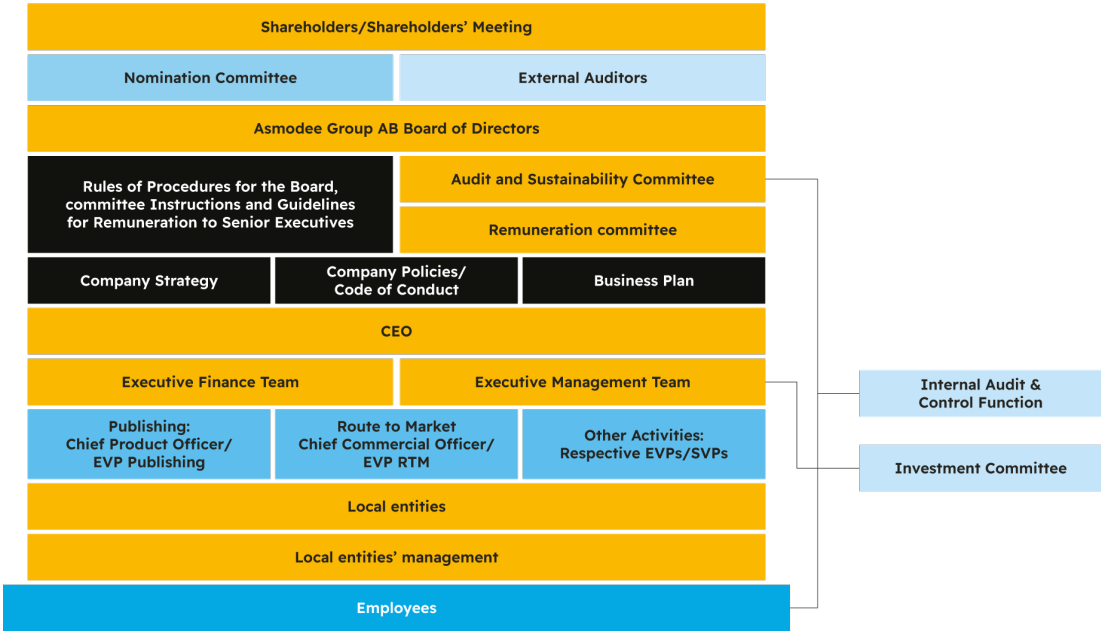 Shareholders/Shareholders’ Meeting
Nomination Committee
External Auditors
Asmodee Group AB Board of Directors
Rules of Procedures for the Board,
committee Instructions and Guidelines
for Remuneration to Senior Executives
Audit and Sustainability Committee
Remuneration committee
Company Strategy
Company Policies/
Code of Conduct
Business Plan
CEO
Executive Finance Team
Executive Management Team
Publishing:
Chief Product Officer/
EVP Publishing
Route to Market
Chief Commercial Officer/
EVP RTM
Other Activities:
Respective EVPs/SVPs
Local entities
Local entities’ management
Employees
Internal Audit &
Control Function
Investment Committee